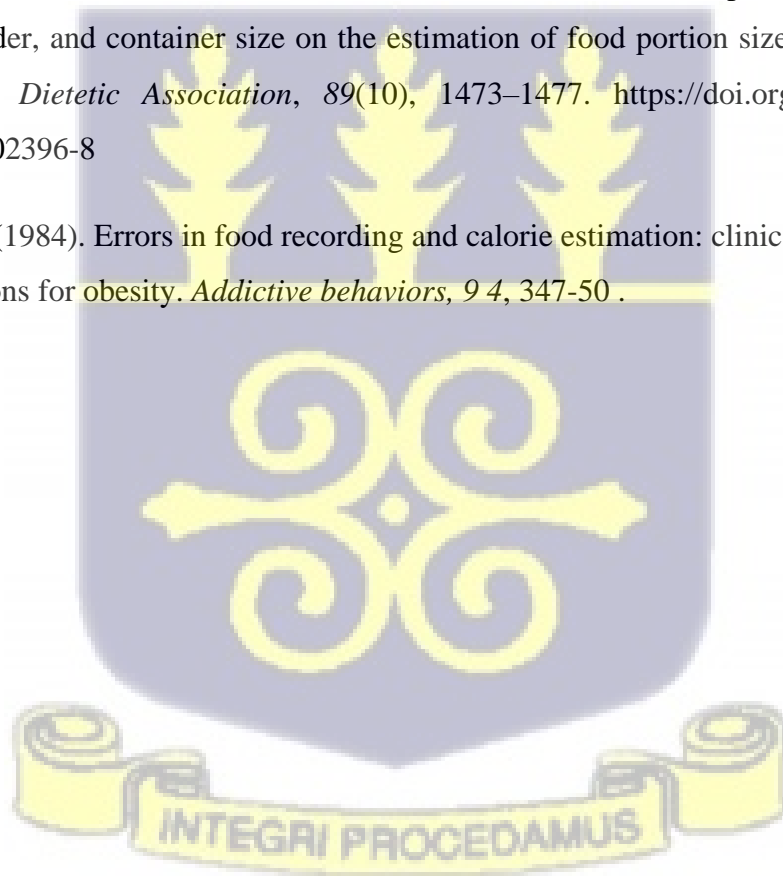 der, and container size on the estimation of food portion size
Dietetic Association, 89(10), 1473–1477. https://doi.org
02396-8
(1984). Errors in food recording and calorie estimation: clinic
ons for obesity. Addictive behaviors, 9 4, 347-50 .
INTEGRI PROCEDAMUS